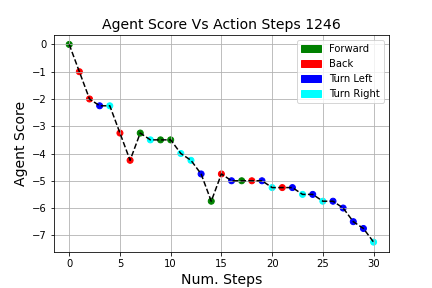 Agent Score Vs Action Steps 1246
Forward
Back
Turn Left
Turn Right
Agent Score
0
−1
−2
−3
−4
−5
−6
−7
0 5 10 15 20 25 30
Num. Steps